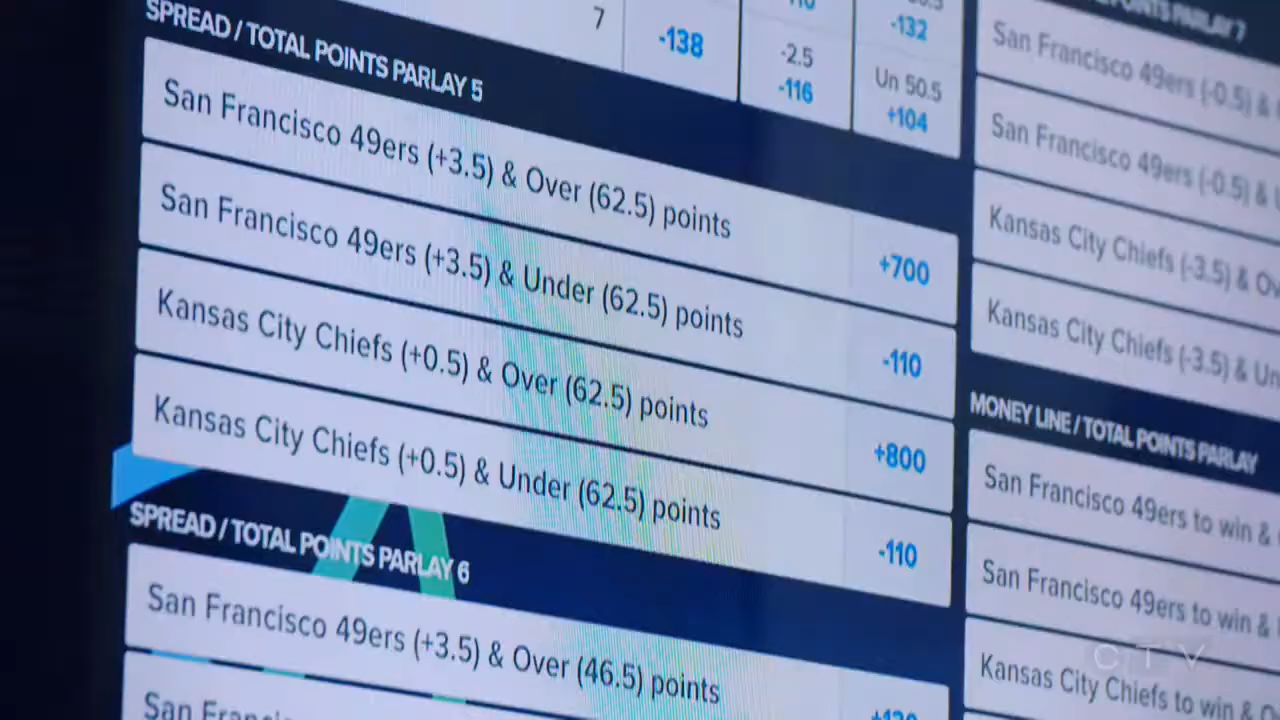 7
-138
-2.5
-116
-132
Un 50.5
+104
SPREAD / TOTAL POINTS PARLAY 5
San Francisco 49ers (+3.5) & Over (62.5) points
+700
San Francisco 49ers (+3.5) & Under (62.5) points
-110
Kansas City Chiefs (+0.5) & Over (62.5) points
+800
Kansas City Chiefs (+0.5) & Under (62.5) points
-110
SPREAD / TOTAL POINTS PARLAY 6
San Francisco 49ers (+3.5) & Over (46.5) points
San
POINTS PARLAY 7
San Francisco 49ers (-0.5) &
San Francisco 49ers (-0.5) &
Kansas City Chiefs (-3.5) &
Kansas City Chiefs (-3.5) &
MONEY LINE / TOTAL POINTS PARLAY
San Francisco 49ers to win &
San Francisco 49ers to win &
Kansas City Chiefs to win &
CTV